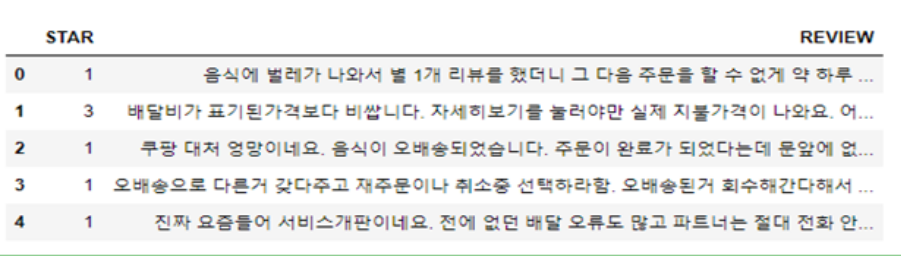 STAR REVIEW
0 1 음식에 벌레가 나와서 별 1개 리뷰를 했더니 그 다음 주문을 할 수 없게 약 하루 ...
1 3 배달비가 표기된가격보다 비쌉니다. 자세히보기를 눌러야만 실제 지불가격이 나와요. 어...
2 1 쿠팡 대처 엉망이네요. 음식이 오배송되었습니다. 주문이 완료가 되었다는데 문앞에 없...
3 1 오배송으로 다른거 갖다주고 재주문이나 취소중 선택하라함. 오배송된거 회수해간다해서 ...
4 1 진짜 요즘들어 서비스개판이네요. 전에 없던 배달 오류도 많고 파트너는 절대 전화 안...